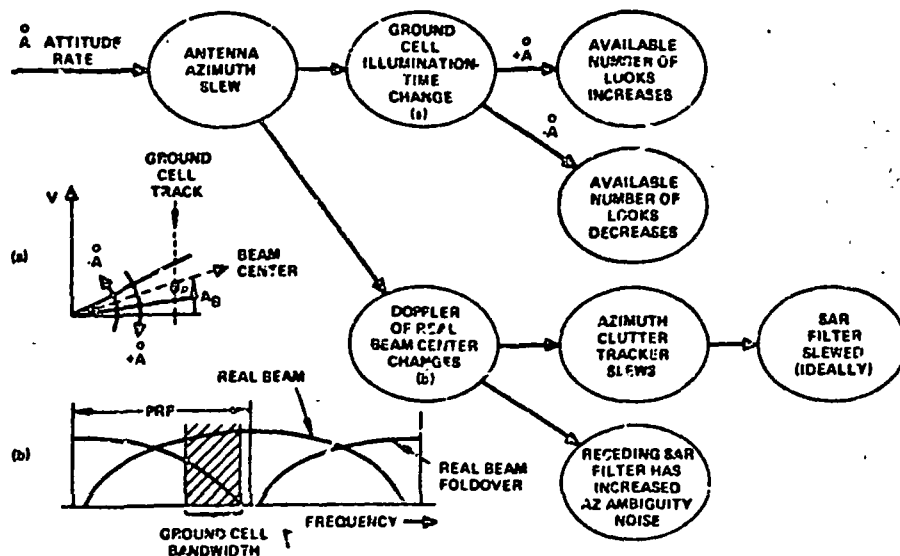 Å ATTITUDE
RATE
ANTENNA
AZIMUTH
SLEW
GROUND
CELL
ILLUMINATION-
TIME
CHANGE
(a)
+Å
AVAILABLE
NUMBER OF
LOOKS
INCREASES
-Å
AVAILABLE
NUMBER OF
LOOKS
DECREASES
GROUND
CELL
TRACK
V
(a)
-Å
BEAM
CENTER
A_B
+Å
DOPPLER
OF REAL
BEAM CENTER
CHANGES
(b)
AZIMUTH
CLUTTER
TRACKER
SLEWS
SAR
FILTER
SLEWED
(IDEALLY)
REAL BEAM
PRF
(b)
REAL BEAM
FOLDOVER
FREQUENCY
GROUND CELL
BANDWIDTH
RECEDING SAR
FILTER HAS
INCREASED
AZ AMBIGUITY
NOISE